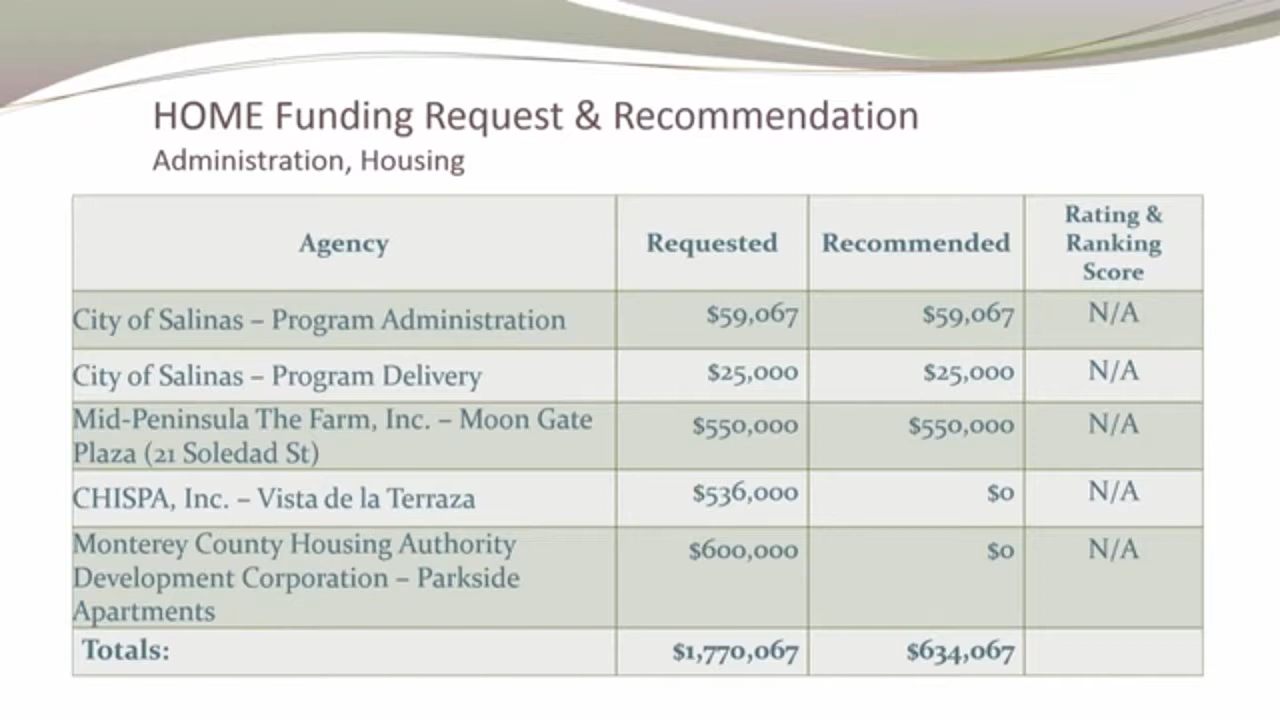 HOME Funding Request & Recommendation
Administration, Housing
Agency Requested Recommended Rating & Ranking Score
City of Salinas – Program Administration $59,067 $59,067 N/A
City of Salinas – Program Delivery $25,000 $25,000 N/A
Mid-Peninsula The Farm, Inc. – Moon Gate
Plaza (21 Soledad St) $550,000 $550,000 N/A
CHISPA, Inc. – Vista de la Terraza $536,000 $0 N/A
Monterey County Housing Authority
Development Corporation – Parkside
Apartments $600,000 $0 N/A
Totals: $1,770,067 $634,067